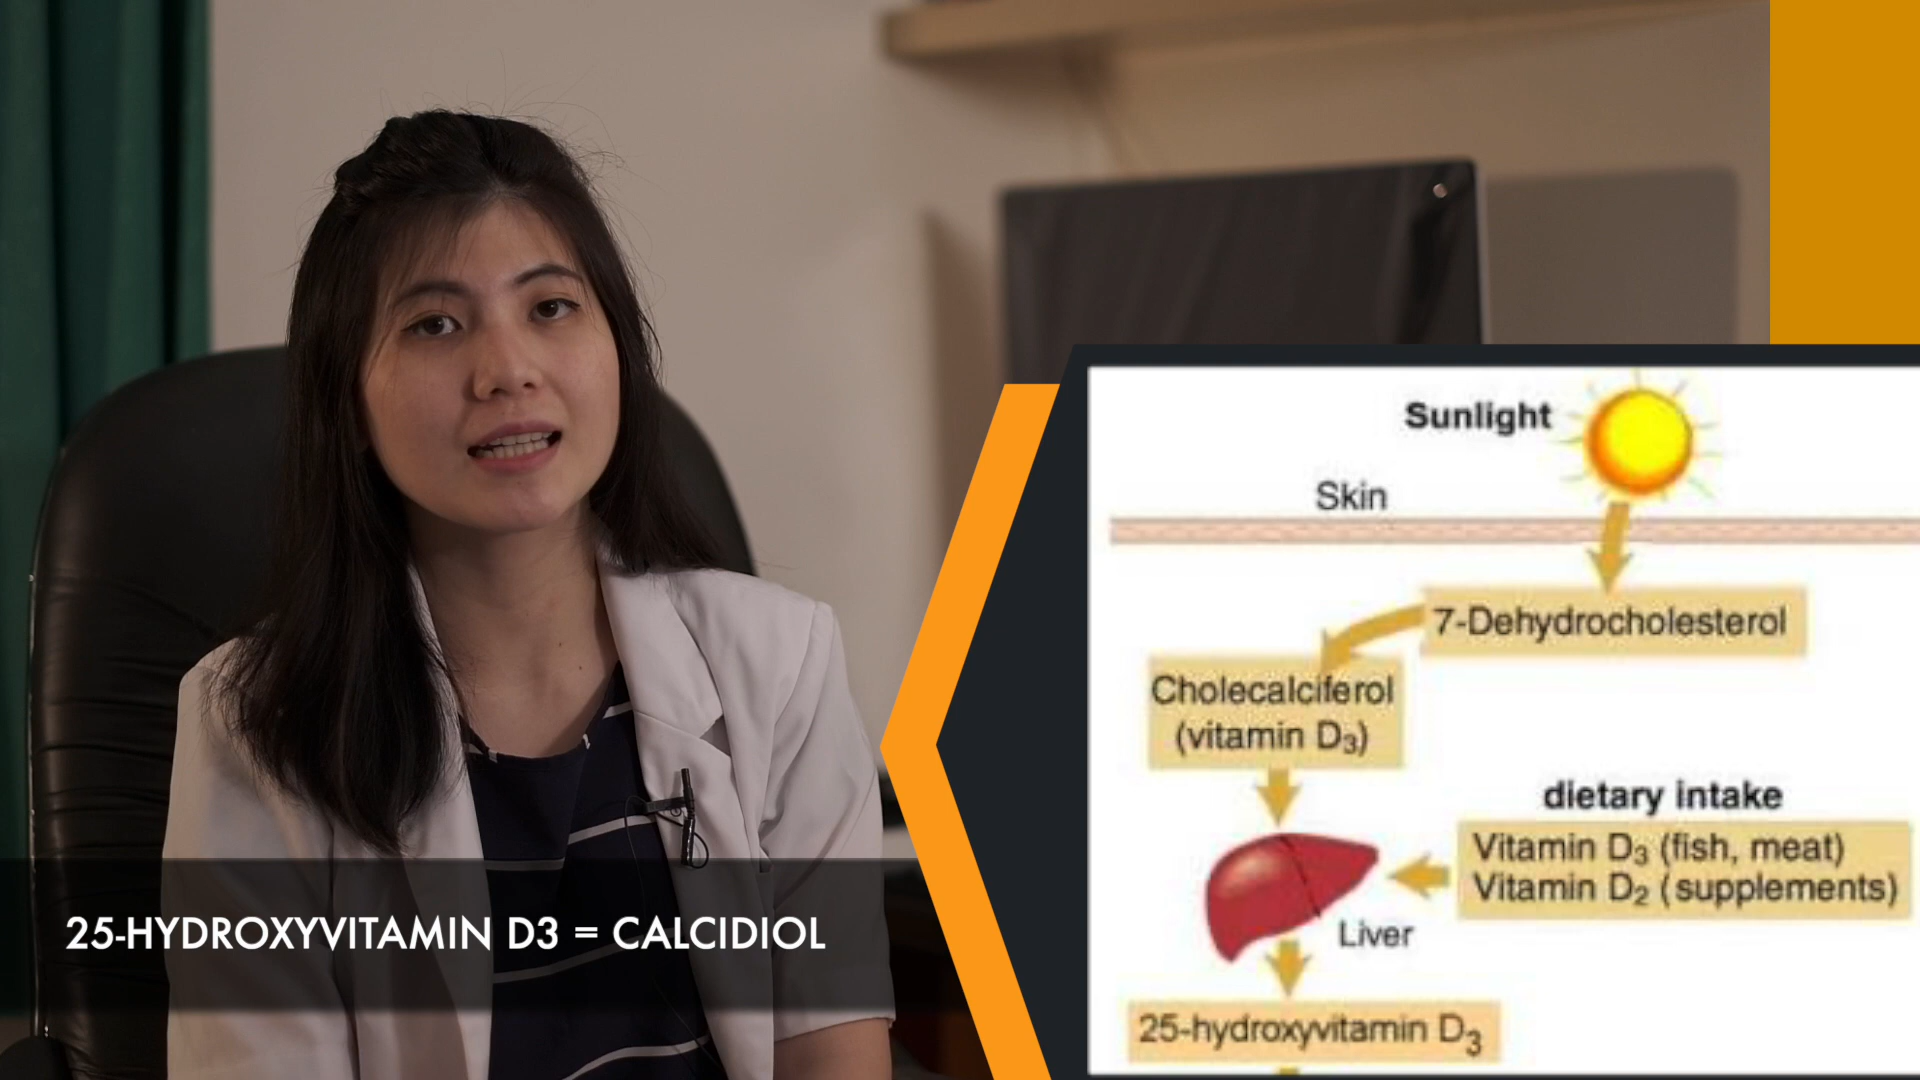 25-HYDROXYVITAMIN D3 = CALCIDIOL
Sunlight
Skin
7-Dehydrocholesterol
Cholecalciferol
(vitamin D₃)
dietary intake
Vitamin D₃ (fish, meat)
Vitamin D₂ (supplements)
Liver
25-hydroxyvitamin D₃